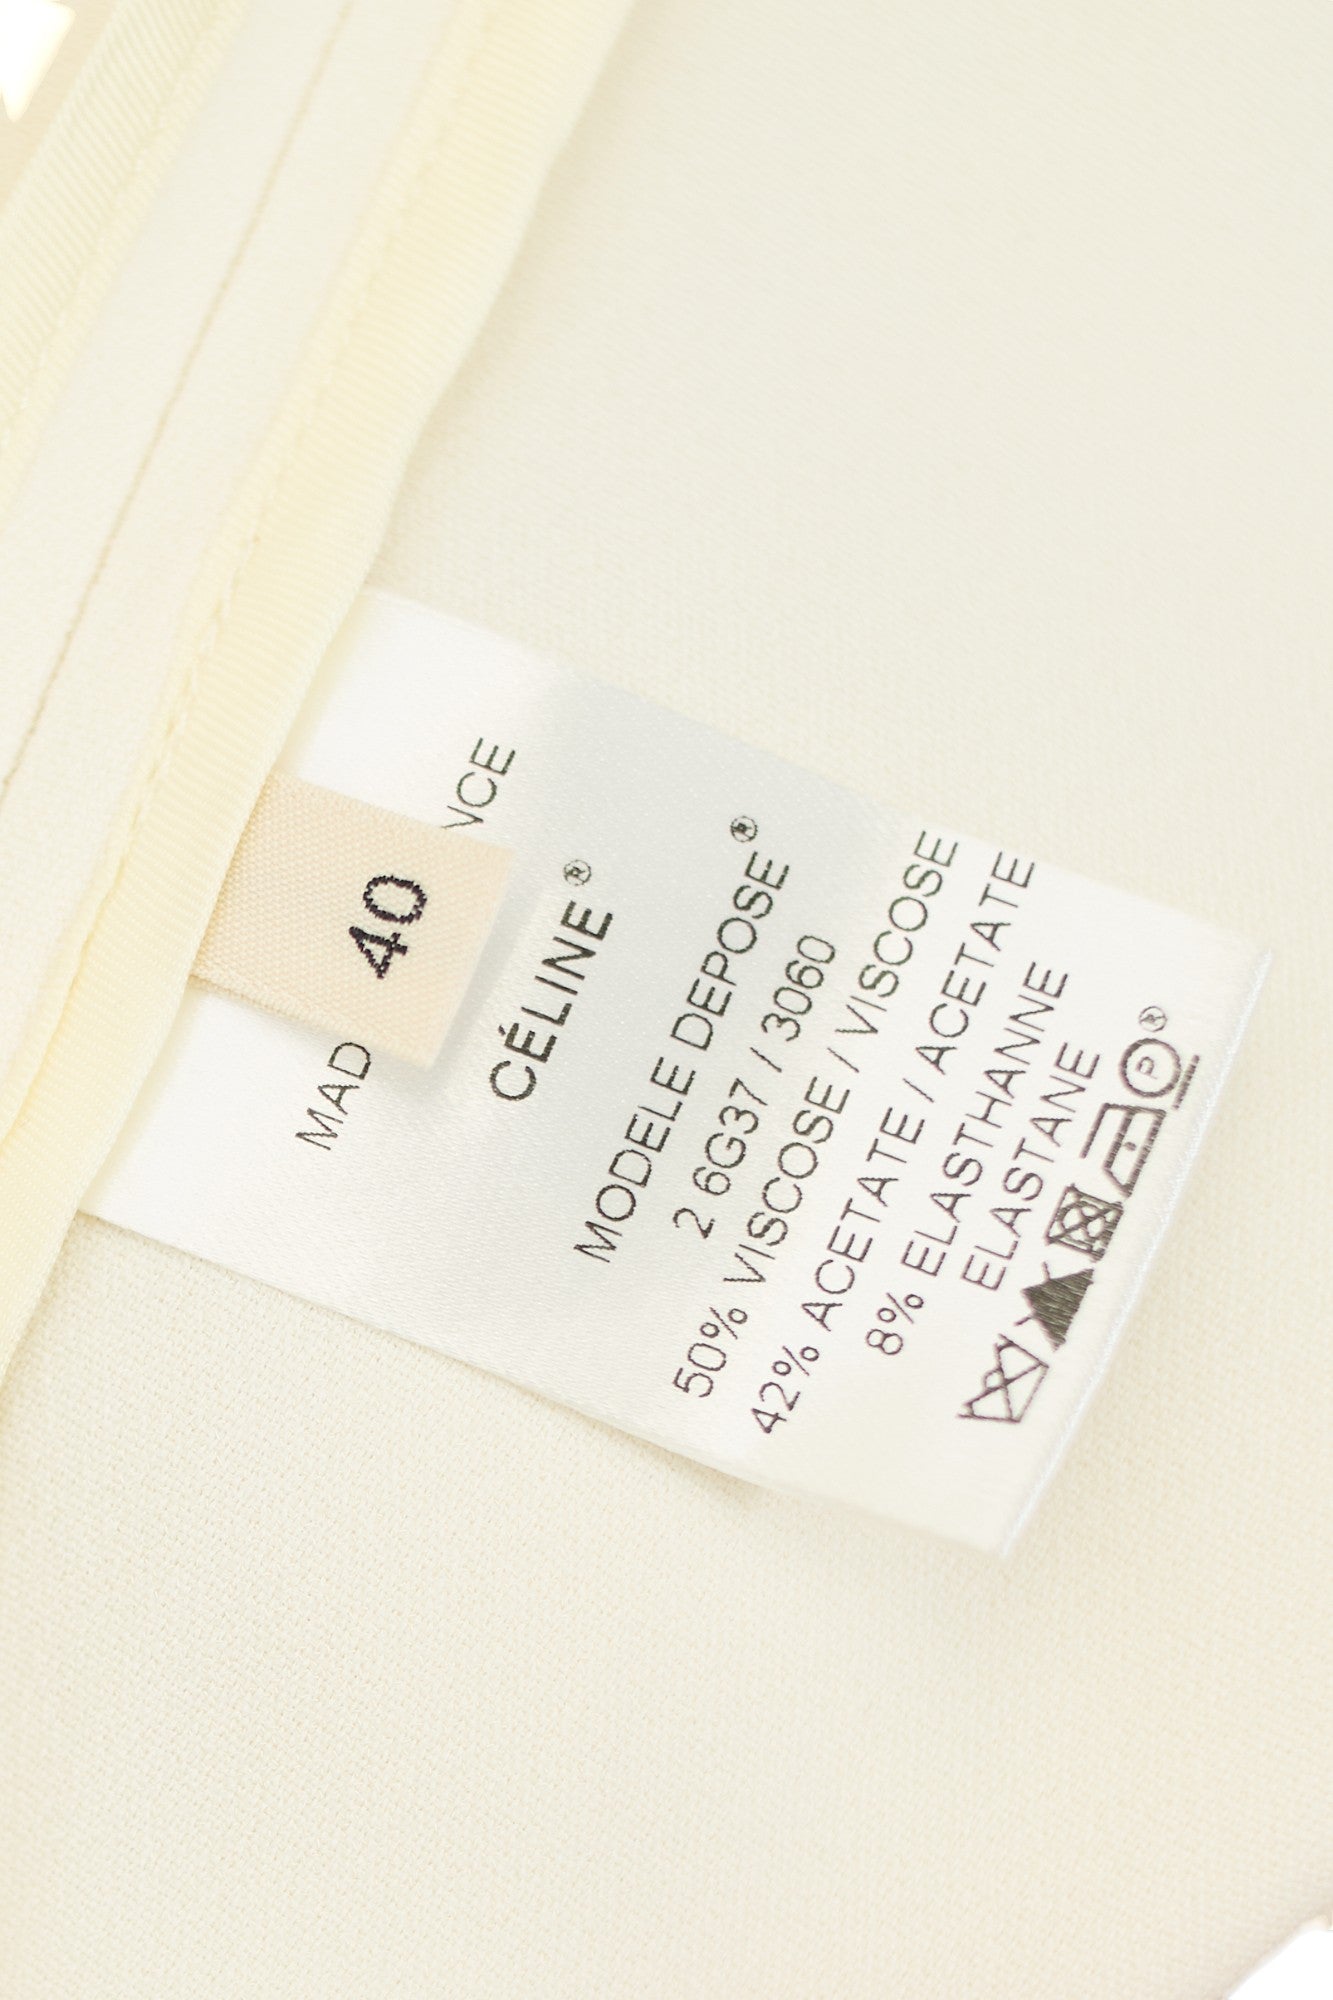 40
MAD NCE
CÉLINE®
MODELE DEPOSE®
2 6G37 / 3060
50% VISCOSE / VISCOSE
42% ACETATE / ACETATE
8% ELASTHANNE
ELASTANE
P ®